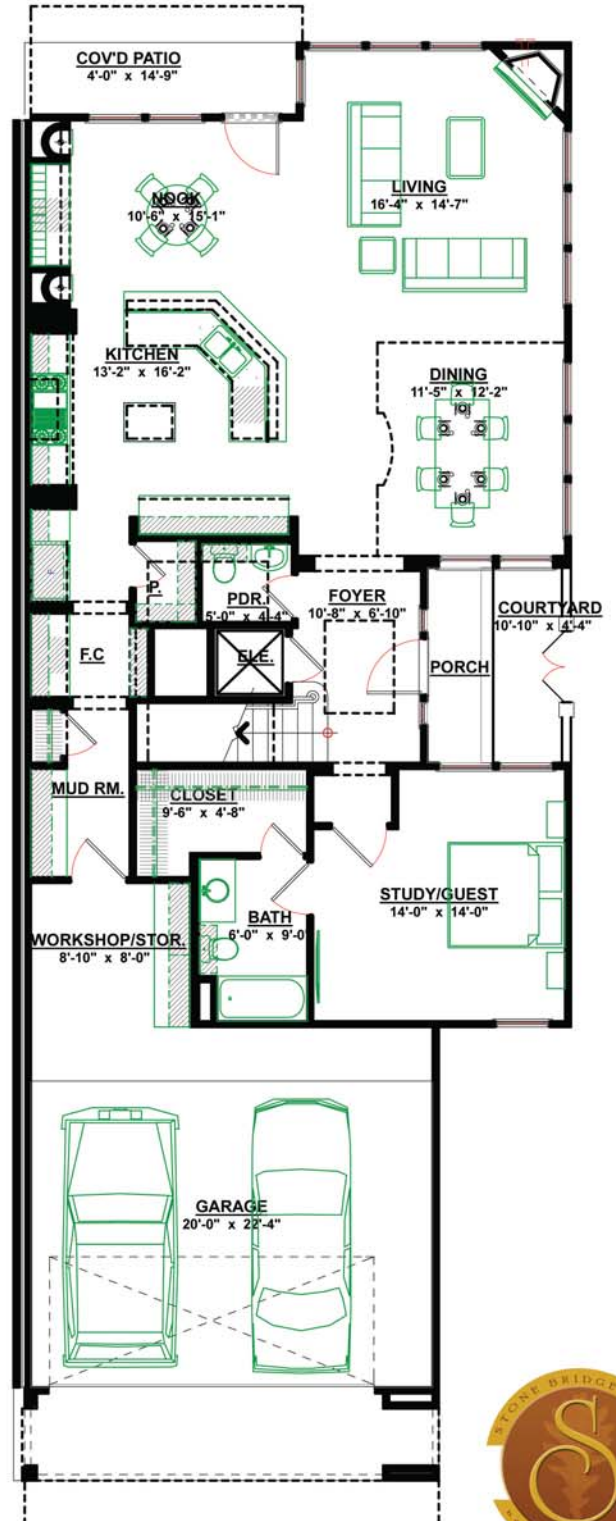 COV'D PATIO
4'-0" x 14'-9"
NOOK
10'-6" x 15'-1"
LIVING
16'-4" x 14'-7"
KITCHEN
13'-2" x 16'-2"
DINING
11'-5" x 12'-2"
P.
PDR.
5'-0" x 4'-4"
FOYER
10'-8" x 6'-10"
COURTYARD
10'-10" x 4'-4"
F.C
ELE.
PORCH
MUD RM.
CLOSET
9'-6" x 4'-8"
STUDY/GUEST
14'-0" x 14'-0"
BATH
6'-0" x 9'-0"
WORKSHOP/STOR.
8'-10" x 8'-0"
GARAGE
20'-0" x 22'-4"
STONE BRIDGE
S